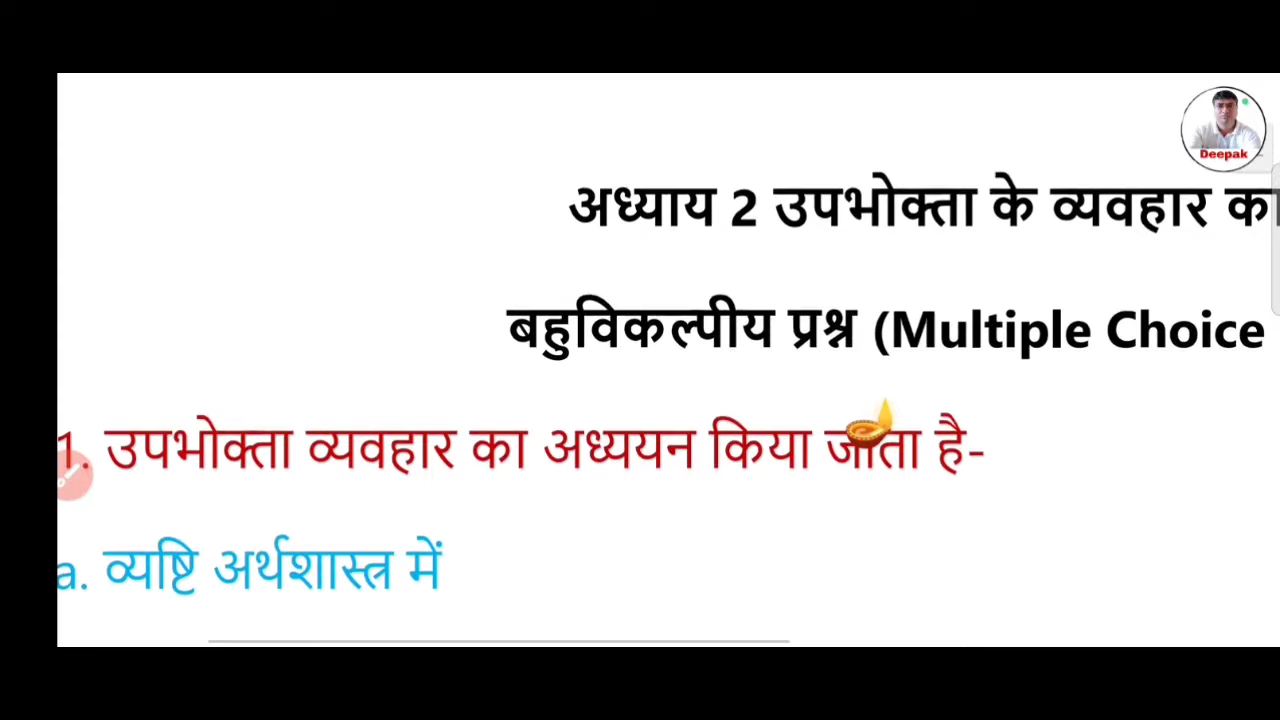 Deepak
अध्याय 2 उपभोक्ता के व्यवहार का
बहुविकल्पीय प्रश्न (Multiple Choice
1. उपभोक्ता व्यवहार का अध्ययन किया जाता है-
a. व्यष्टि अर्थशास्त्र में